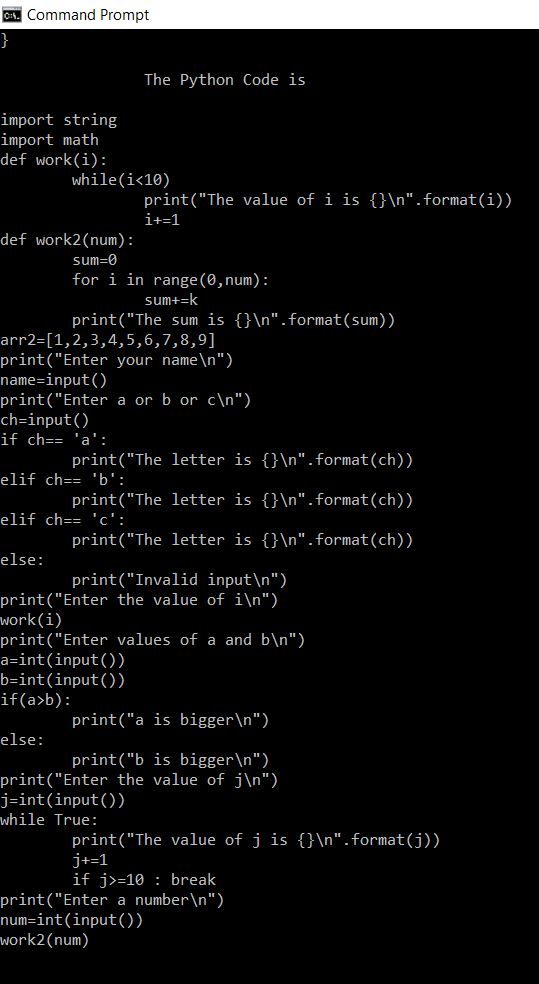 Command Prompt
}
The Python Code is
import string
import math
def work(i):
        while(i<10)
                print("The value of i is {}\n".format(i))
                i+=1
def work2(num):
        sum=0
        for i in range(0,num):
                sum+=k
        print("The sum is {}\n".format(sum))
arr2=[1,2,3,4,5,6,7,8,9]
print("Enter your name\n")
name=input()
print("Enter a or b or c\n")
ch=input()
if ch== 'a':
        print("The letter is {}\n".format(ch))
elif ch== 'b':
        print("The letter is {}\n".format(ch))
elif ch== 'c':
        print("The letter is {}\n".format(ch))
else:
        print("Invalid input\n")
print("Enter the value of i\n")
work(i)
print("Enter values of a and b\n")
a=int(input())
b=int(input())
if(a>b):
        print("a is bigger\n")
else:
        print("b is bigger\n")
print("Enter the value of j\n")
j=int(input())
while True:
        print("The value of j is {}\n".format(j))
        j+=1
        if j>=10 : break
print("Enter a number\n")
num=int(input())
work2(num)